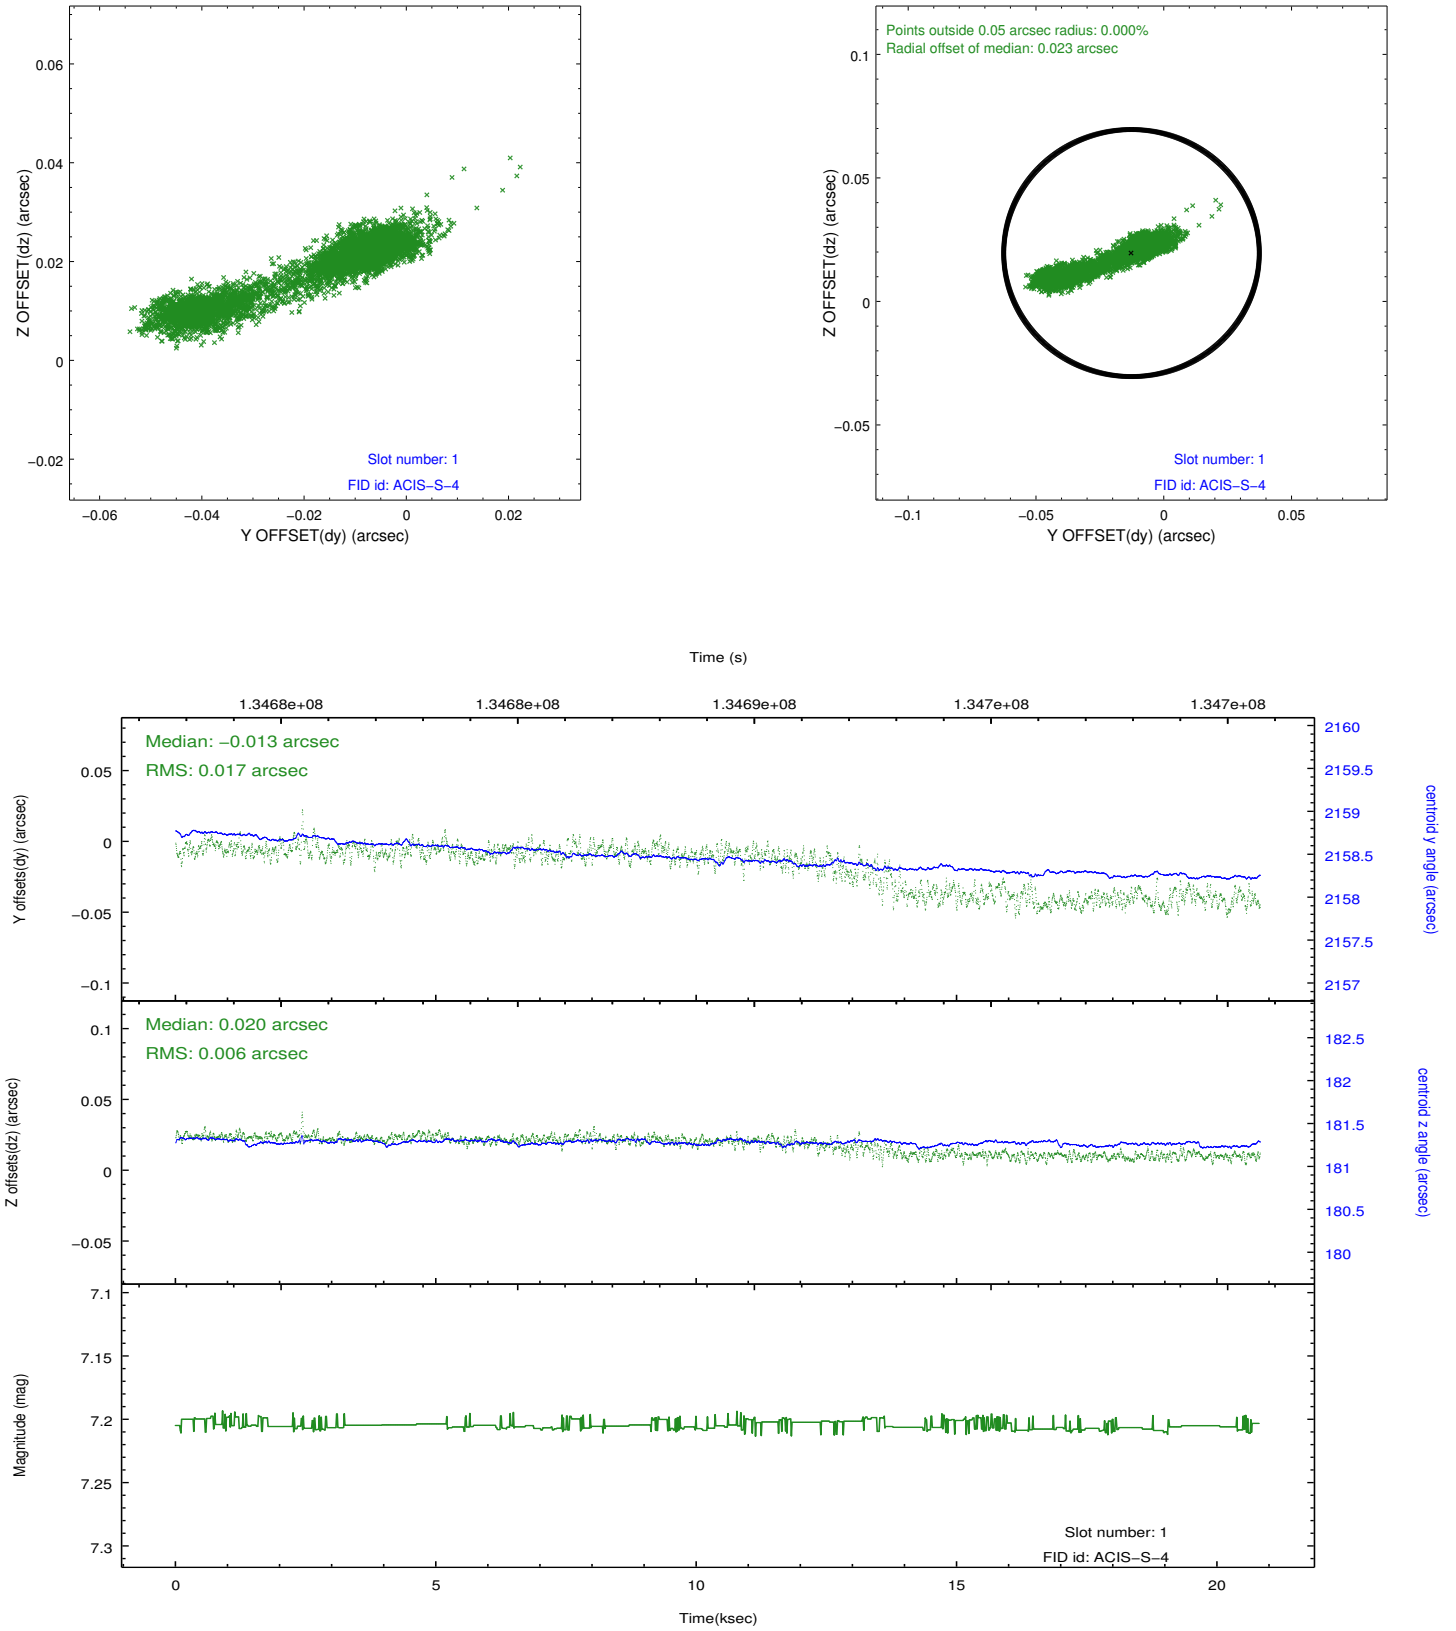 0.06
0.04
0.02
0
−0.02
Z OFFSET(dz) (arcsec)
Slot number: 1
FID id: ACIS−S−4
−0.06
−0.04
−0.02
0
0.02
Y OFFSET(dy) (arcsec)
Points outside 0.05 arcsec radius: 0.000%
Radial offset of median: 0.023 arcsec
0.1
0.05
0
−0.05
Z OFFSET(dz) (arcsec)
Slot number: 1
FID id: ACIS−S−4
−0.1
−0.05
0
0.05
Y OFFSET(dy) (arcsec)
Time (s)
1.3468e+08
1.3468e+08
1.3469e+08
1.347e+08
1.347e+08
Median: −0.013 arcsec
RMS: 0.017 arcsec
0.05
0
−0.05
−0.1
Y offsets(dy) (arcsec)
2160
2159.5
2159
2158.5
2158
2157.5
2157
centroid y angle (arcsec)
Median: 0.020 arcsec
RMS: 0.006 arcsec
0.1
0.05
0
−0.05
Z offsets(dz) (arcsec)
182.5
182
181.5
181
180.5
180
centroid z angle (arcsec)
7.1
7.15
7.2
7.25
7.3
Magnitude (mag)
Slot number: 1
FID id: ACIS−S−4
0
5
10
15
20
Time(ksec)